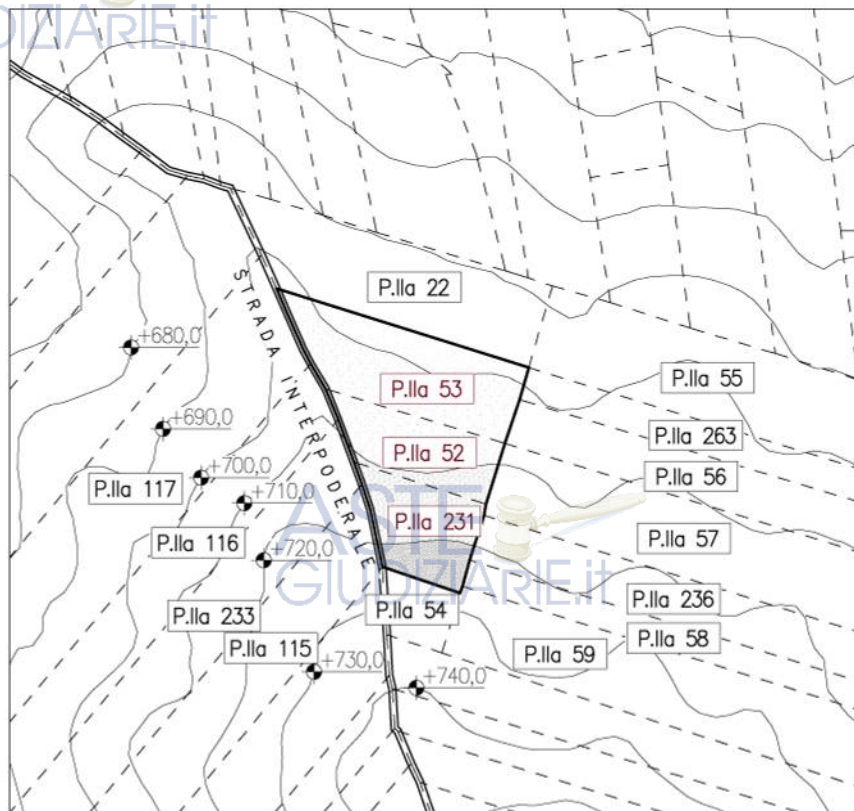 DIZIARIE.it
P.lla 22
STRADA INTERPODERALE
+680,0
P.lla 53
P.lla 55
+690,0
P.lla 52
P.lla 263
+700,0
P.lla 56
P.lla 117
+710,0
P.lla 231
ASTE
GIUDIZIARIE.it
P.lla 116
P.lla 57
+720,0
P.lla 233
P.lla 54
P.lla 236
P.lla 115
P.lla 58
+730,0
P.lla 59
+740,0